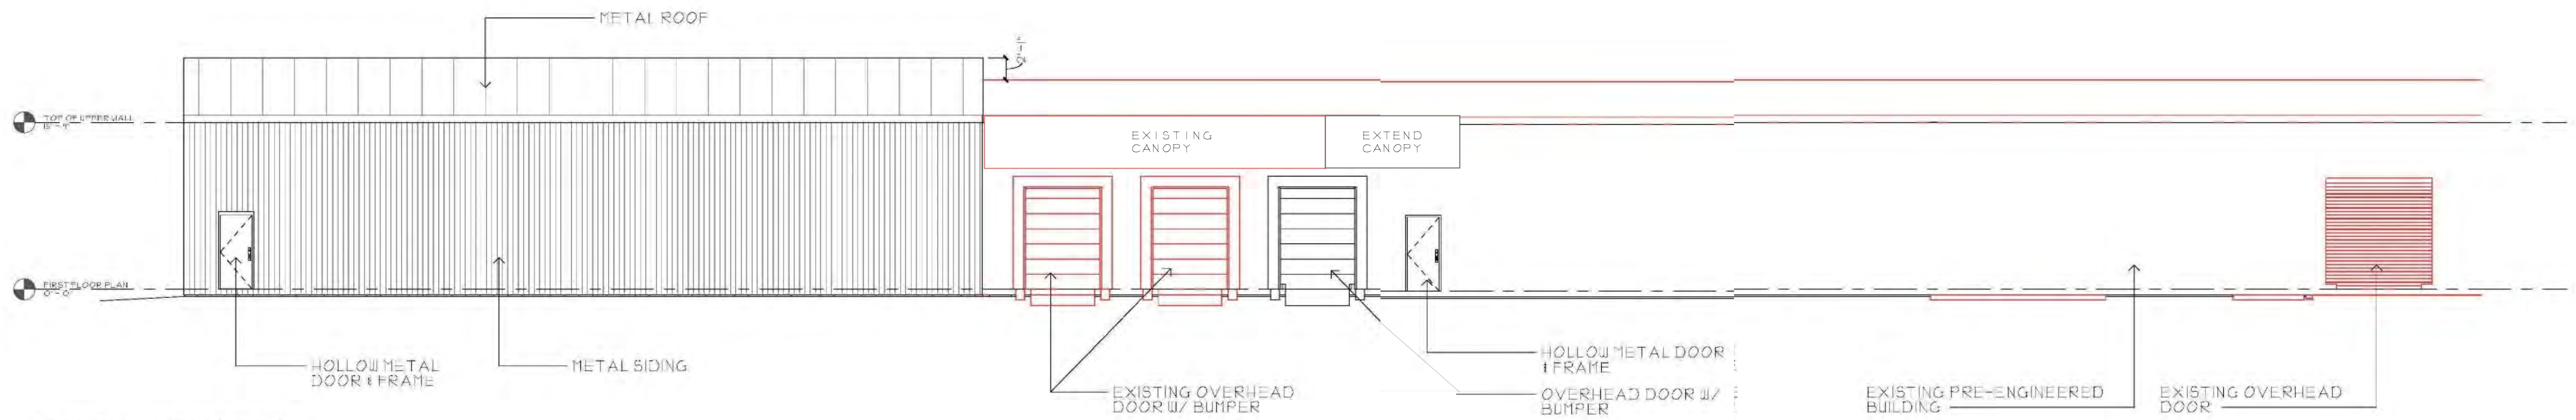 METAL ROOF
TOP OF UPPER WALL
EXISTING
CANOPY
EXTEND
CANOPY
FIRST FLOOR PLAN
0'-0"
HOLLOW METAL
DOOR & FRAME
METAL SIDING
EXISTING OVERHEAD
DOOR W/ BUMPER
HOLLOW METAL DOOR
& FRAME
OVERHEAD DOOR W/
BUMPER
EXISTING PRE-ENGINEERED
BUILDING
EXISTING OVERHEAD
DOOR